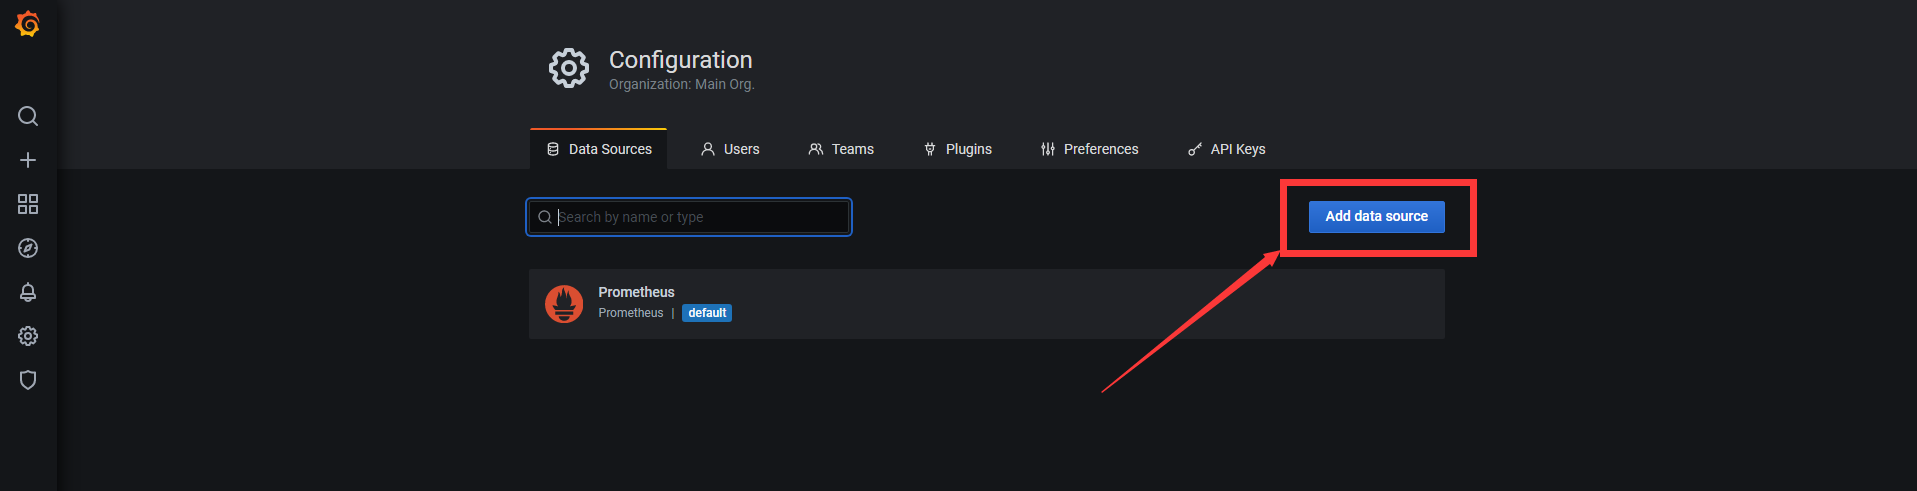 Configuration
Organization: Main Org.
Data Sources
Users
Teams
Plugins
Preferences
API Keys
Search by name or type
Add data source
Prometheus
Prometheus | default